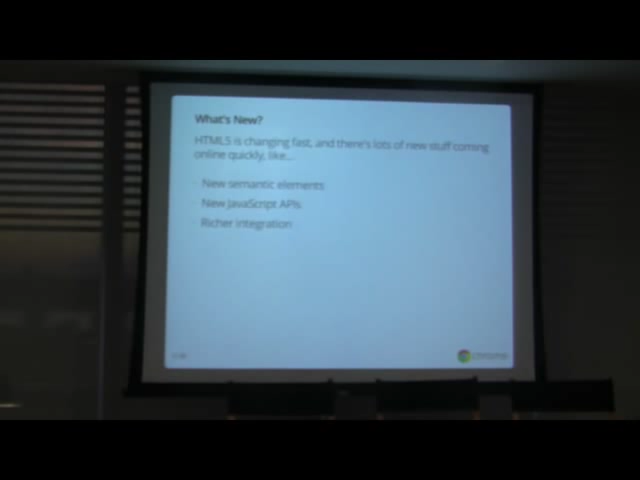 What's New?
HTML5 is changing fast, and there's lots of new stuff coming
online quickly, like...
New semantic elements
New JavaScript APIs
Richer Integration
chrome